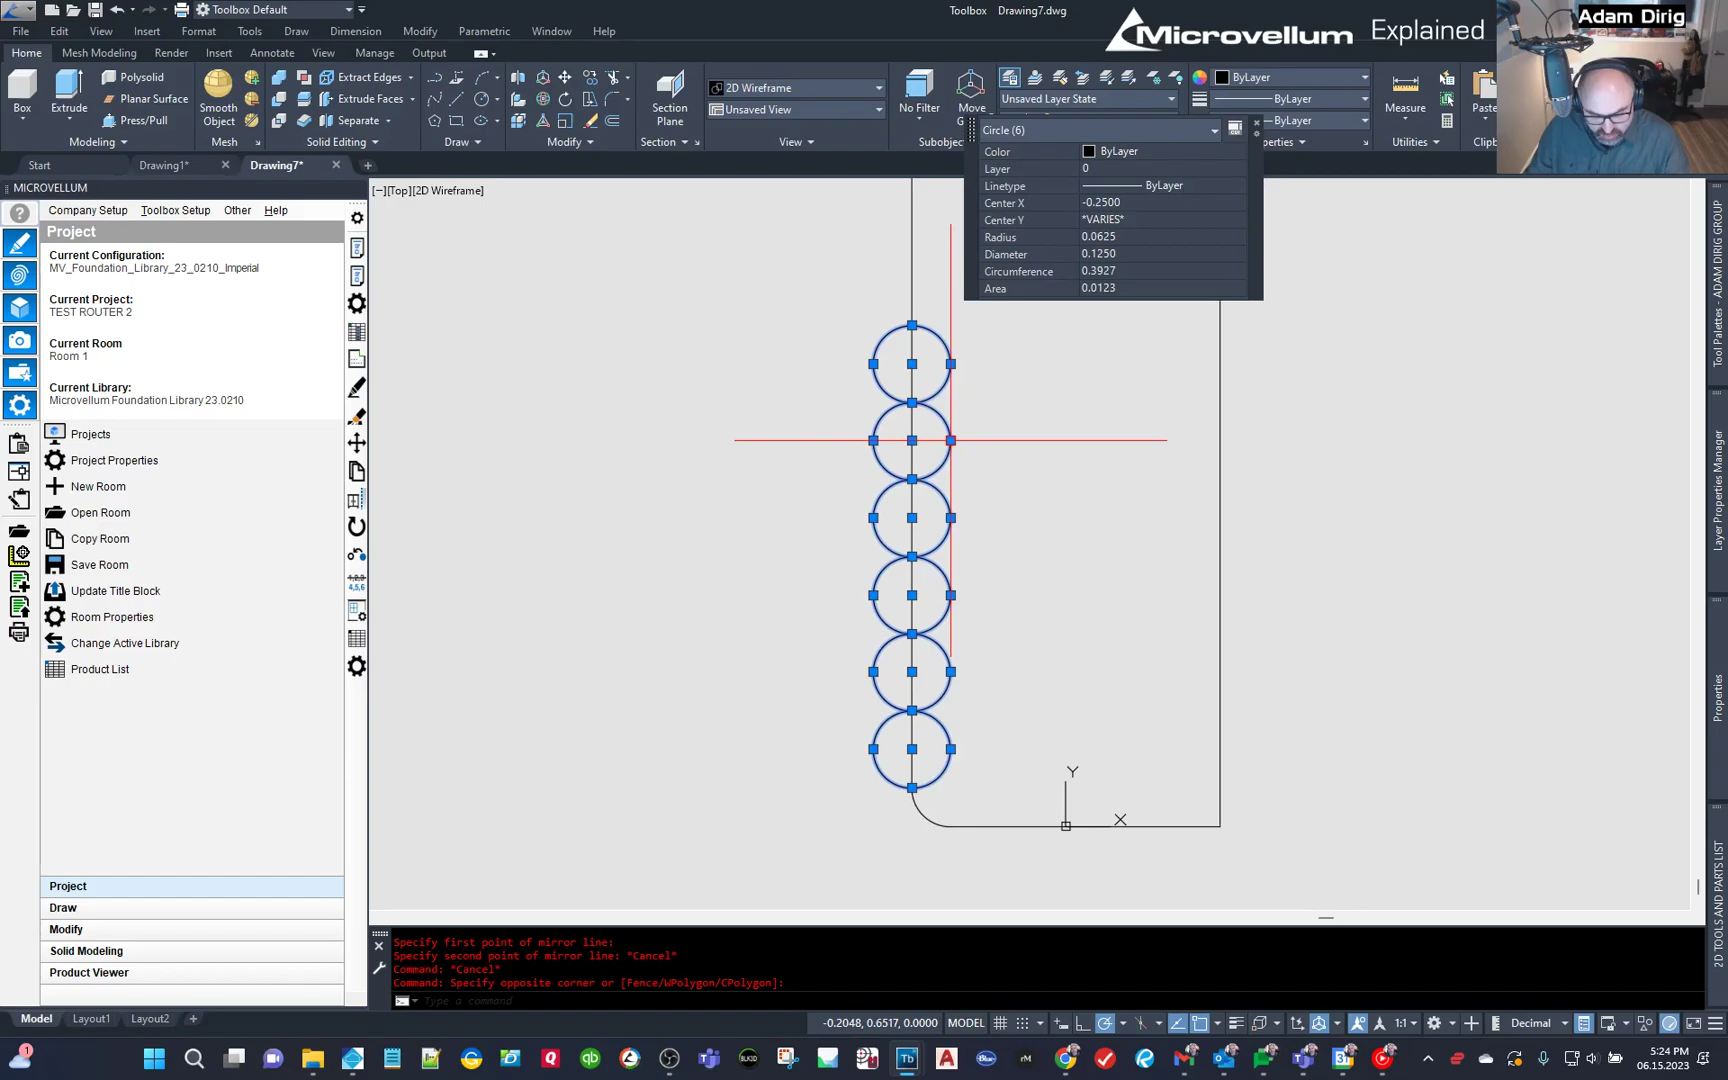 Toolbox Default
Toolbox Drawing7.dwg
Adam Dirig
File Edit View Insert Format Tools Draw Dimension Modify Parametric Window Help
Microvellum Explained
Home Mesh Modeling Render Insert Annotate View Manage Output
Box
Extrude
Polysolid
Planar Surface
Press/Pull
Modeling
Smooth
Object
Mesh
Extract Edges
Extrude Faces
Separate
Solid Editing
Draw
Modify
Section
Plane
Section
2D Wireframe
Unsaved View
View
No Filter
Move
Subobject
Unsaved Layer State
ByLayer
ByLayer
ByLayer
Measure
Utilities
Paste
Start Drawing1* Drawing7*
Circle (6)
Color ByLayer
Layer 0
Linetype ByLayer
Center X -0.2500
Center Y *VARIES*
Radius 0.0625
Diameter 0.1250
Circumference 0.3927
Area 0.0123
MICROVELLUM
[−][Top][2D Wireframe]
Company Setup Toolbox Setup Other Help
Project
Current Configuration:
MV_Foundation_Library_23_0210_Imperial
Current Project:
TEST ROUTER 2
Current Room
Room 1
Current Library:
Microvellum Foundation Library 23.0210
Projects
Project Properties
New Room
Open Room
Copy Room
Save Room
Update Title Block
Room Properties
Change Active Library
Product List
1,2,3
4,5,6
Y
X
Tool Palettes - ADAM DIRIG GROUP
Layer Properties Manager
Properties
2D TOOLS AND PARTS LIST
Project
Draw
Modify
Solid Modeling
Product Viewer
Specify first point of mirror line:
Specify second point of mirror line: *Cancel*
Command: *Cancel*
Command: Specify opposite corner or [Fence/WPolygon/CPolygon]:
Type a command
Model Layout1 Layout2
-0.2048, 0.6517, 0.0000 MODEL 1:1 Decimal
5:24 PM
06.15.2023